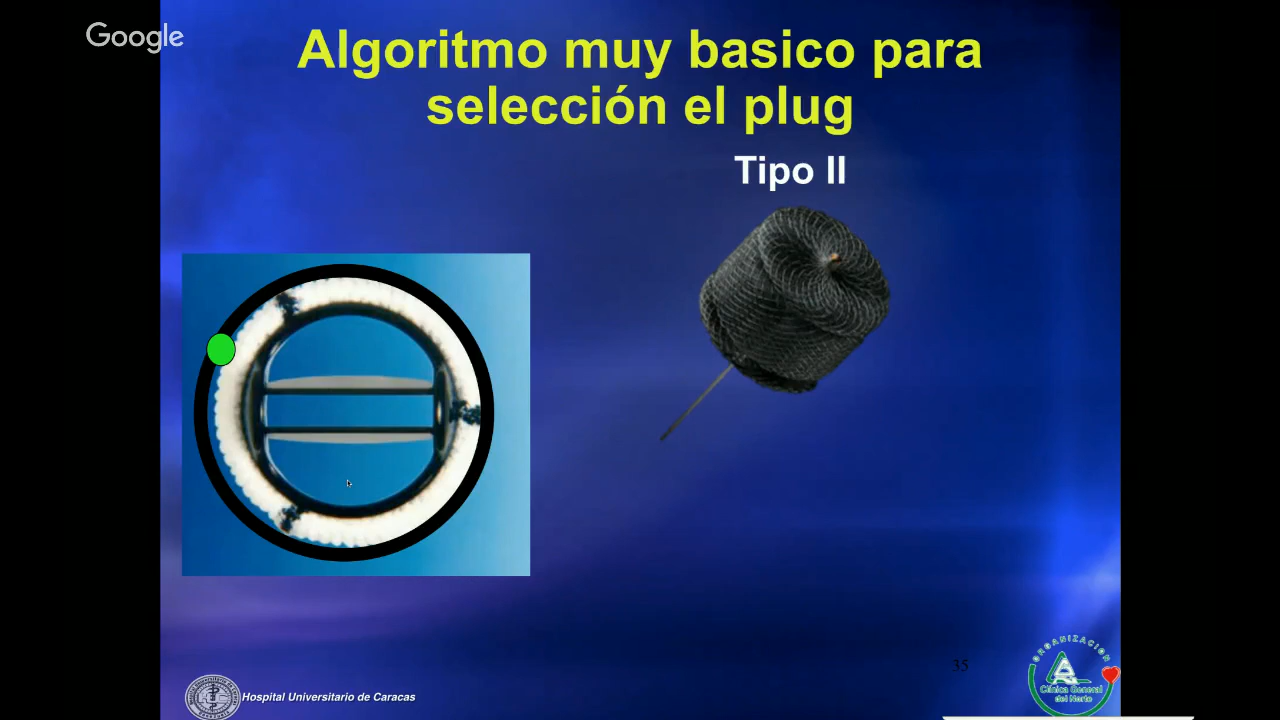 Google
Algoritmo muy basico para
selección el plug
Tipo II
35
Hospital Universitario de Caracas
ORGANIZACION
Clínica General
del Norte